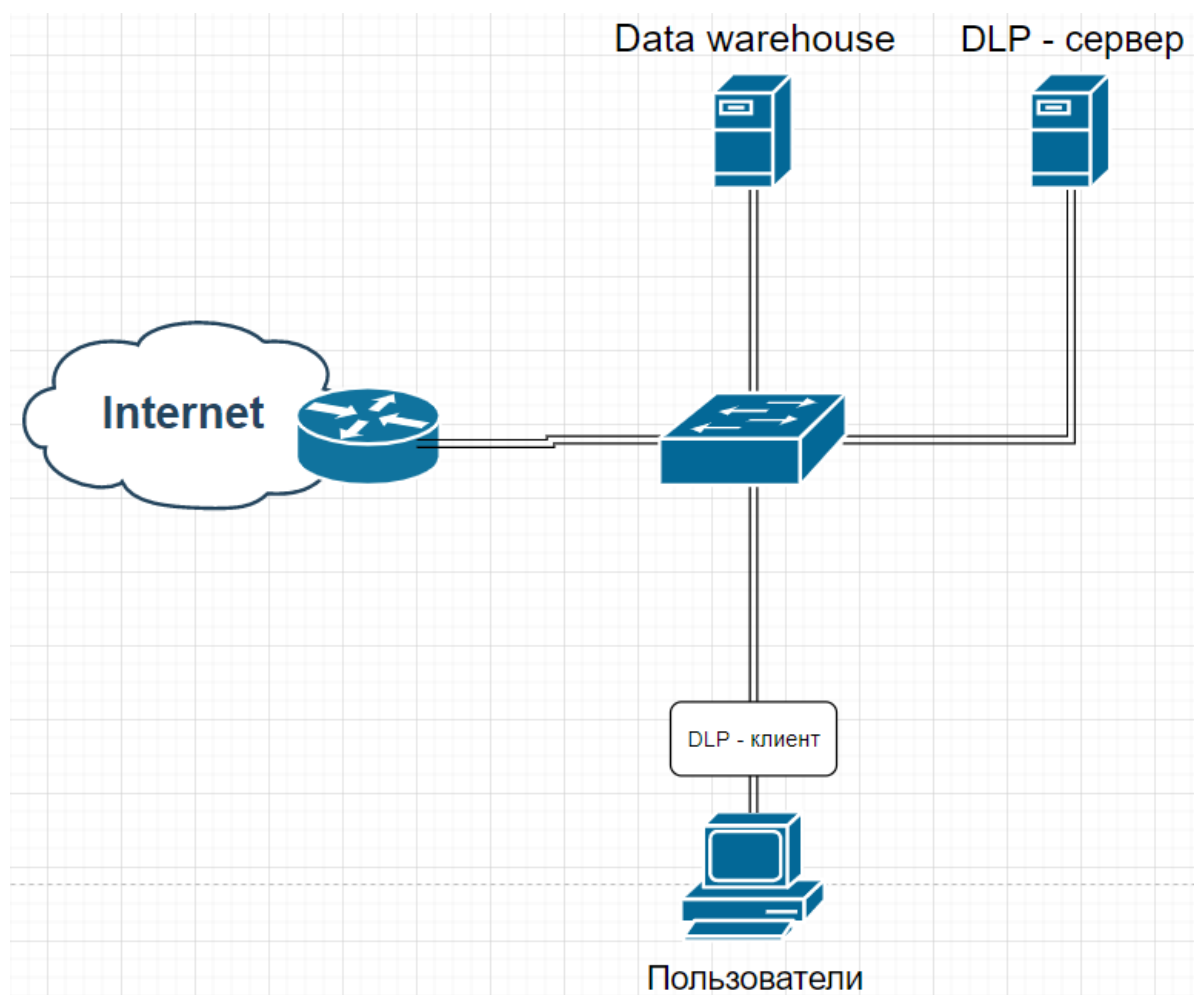 Data warehouse
DLP - сервер
Internet
DLP - клиент
Пользователи